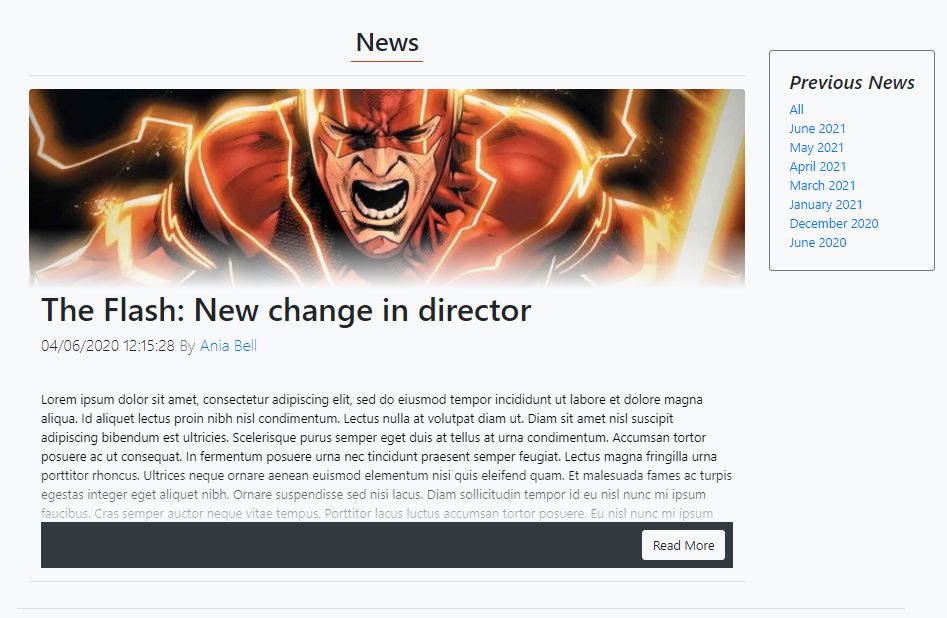 News
The Flash: New change in director
04/06/2020 12:15:28 By Ania Bell
Lorem ipsum dolor sit amet, consectetur adipiscing elit, sed do eiusmod tempor incididunt ut labore et dolore magna
aliqua. Id aliquet lectus proin nibh nisl condimentum. Lectus nulla at volutpat diam ut. Diam sit amet nisl suscipit
adipiscing bibendum est ultricies. Scelerisque purus semper eget duis at tellus at urna condimentum. Accumsan tortor
posuere ac ut consequat. In fermentum posuere urna nec tincidunt praesent semper feugiat. Lectus magna fringilla urna
porttitor rhoncus. Ultrices neque ornare aenean euismod elementum nisi quis eleifend quam. Et malesuada fames ac turpis
egestas integer eget aliquet nibh. Ornare suspendisse sed nisi lacus. Diam sollicitudin tempor id eu nisl nunc mi ipsum
faucibus. Cras semper auctor neque vitae tempus. Porttitor lacus luctus accumsan tortor posuere. Eu nisl nunc mi ipsum
Read More
Previous News
All
June 2021
May 2021
April 2021
March 2021
January 2021
December 2020
June 2020